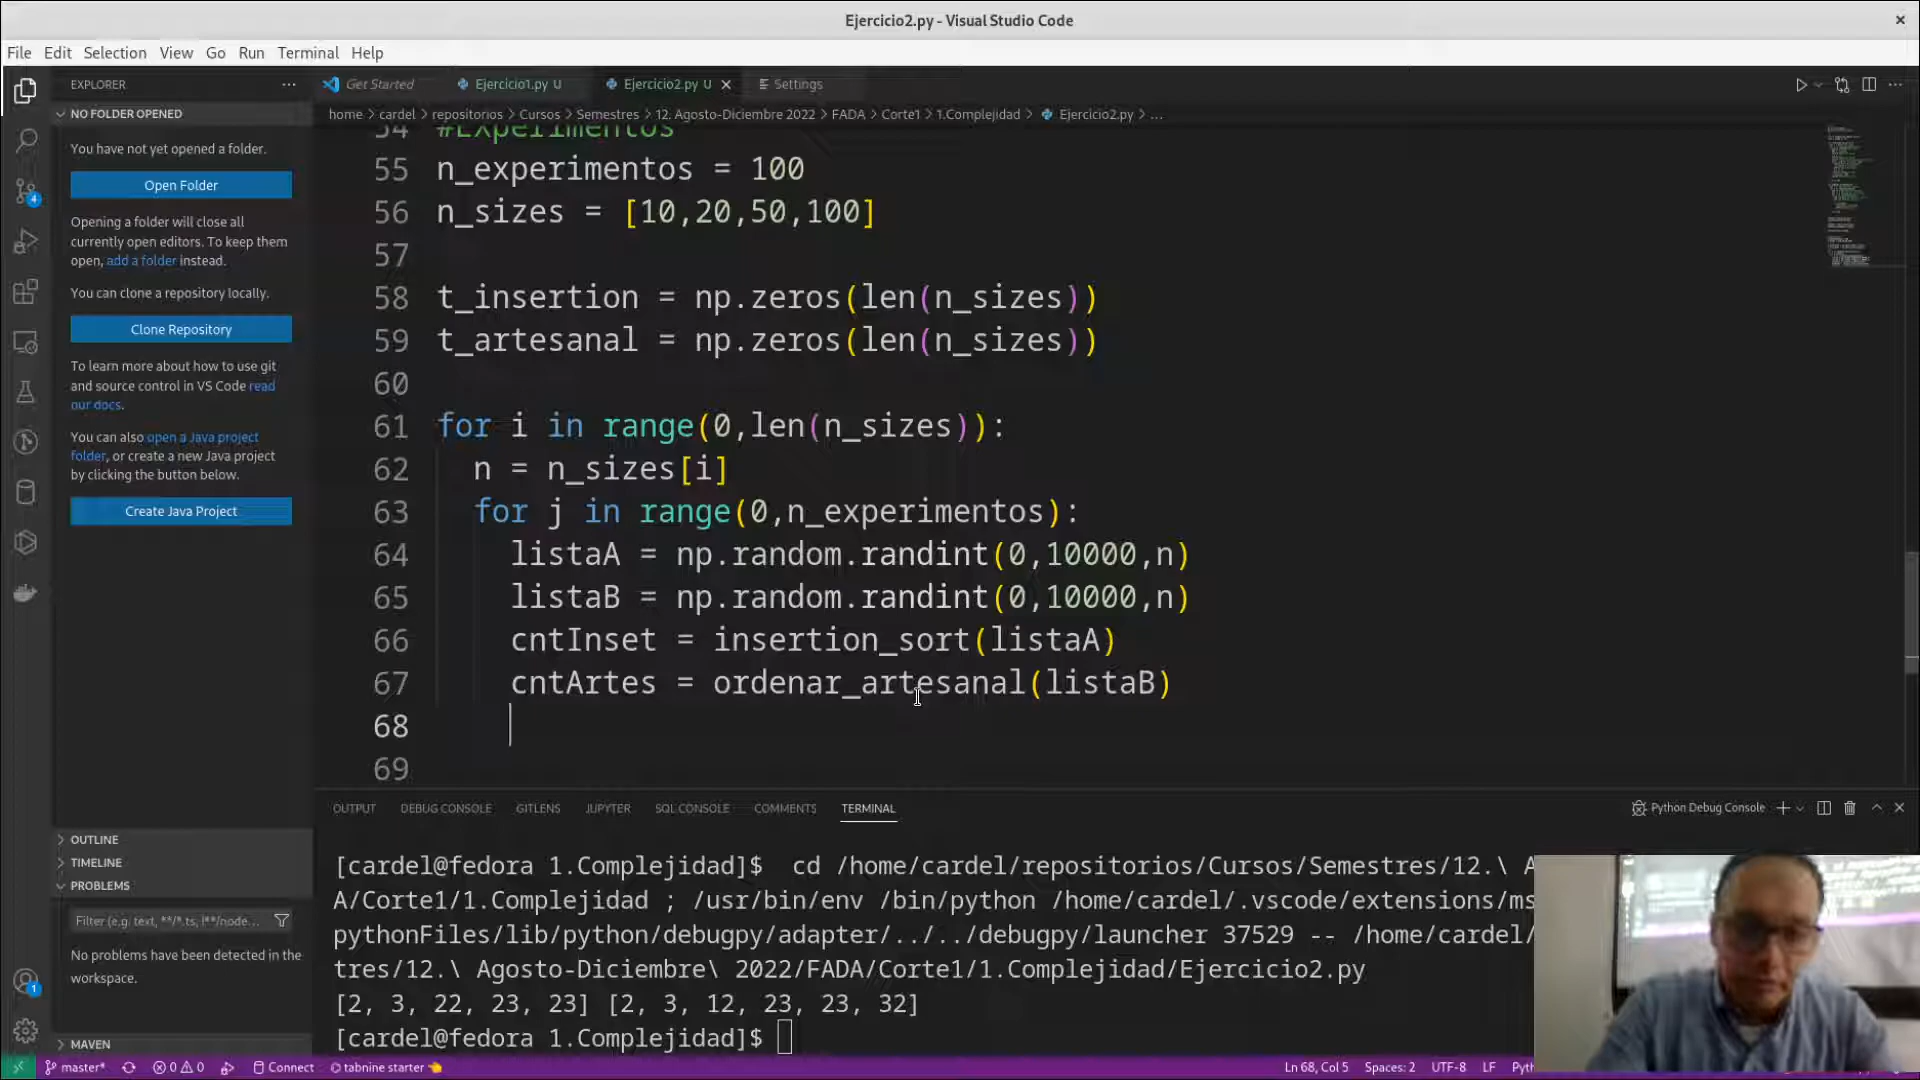 Ejercicio2.py - Visual Studio Code
File Edit Selection View Go Run Terminal Help
EXPLORER
Get Started Ejercicio1.py U Ejercicio2.py U Settings
NO FOLDER OPENED
home > cardel > repositorios > Cursos > Semestres > 12. Agosto-Diciembre 2022 > FADA > Corte1 > 1.Complejidad > Ejercicio2.py > ...
You have not yet opened a folder.
Open Folder
Opening a folder will close all
currently open editors. To keep them
open, add a folder instead.
You can clone a repository locally.
Clone Repository
To learn more about how to use git
and source control in VS Code read
our docs.
You can also open a Java project
folder, or create a new Java project
by clicking the button below.
Create Java Project
OUTLINE
TIMELINE
PROBLEMS
Filter (e.g. text, **/*.ts, !**/node...
No problems have been detected in the
workspace.
MAVEN
4
1
54 #Experimentos
55 n_experimentos = 100
56 n_sizes = [10,20,50,100]
57
58 t_insertion = np.zeros(len(n_sizes))
59 t_artesanal = np.zeros(len(n_sizes))
60
61 for i in range(0,len(n_sizes)):
62 n = n_sizes[i]
63 for j in range(0,n_experimentos):
64 listaA = np.random.randint(0,10000,n)
65 listaB = np.random.randint(0,10000,n)
66 cntInset = insertion_sort(listaA)
67 cntArtes = ordenar_artesanal(listaB)
68
69
OUTPUT DEBUG CONSOLE GITLENS JUPYTER SQL CONSOLE COMMENTS TERMINAL Python Debug Console
[cardel@fedora 1.Complejidad]$ cd /home/cardel/repositorios/Cursos/Semestres/12.\ A
A/Corte1/1.Complejidad ; /usr/bin/env /bin/python /home/cardel/.vscode/extensions/ms
pythonFiles/lib/python/debugpy/adapter/../../debugpy/launcher 37529 -- /home/cardel/
tres/12.\ Agosto-Diciembre\ 2022/FADA/Corte1/1.Complejidad/Ejercicio2.py
[2, 3, 22, 23, 23] [2, 3, 12, 23, 23, 32]
[cardel@fedora 1.Complejidad]$
master* 0 0 Connect tabnine starter Ln 68, Col 5 Spaces: 2 UTF-8 LF Pyth